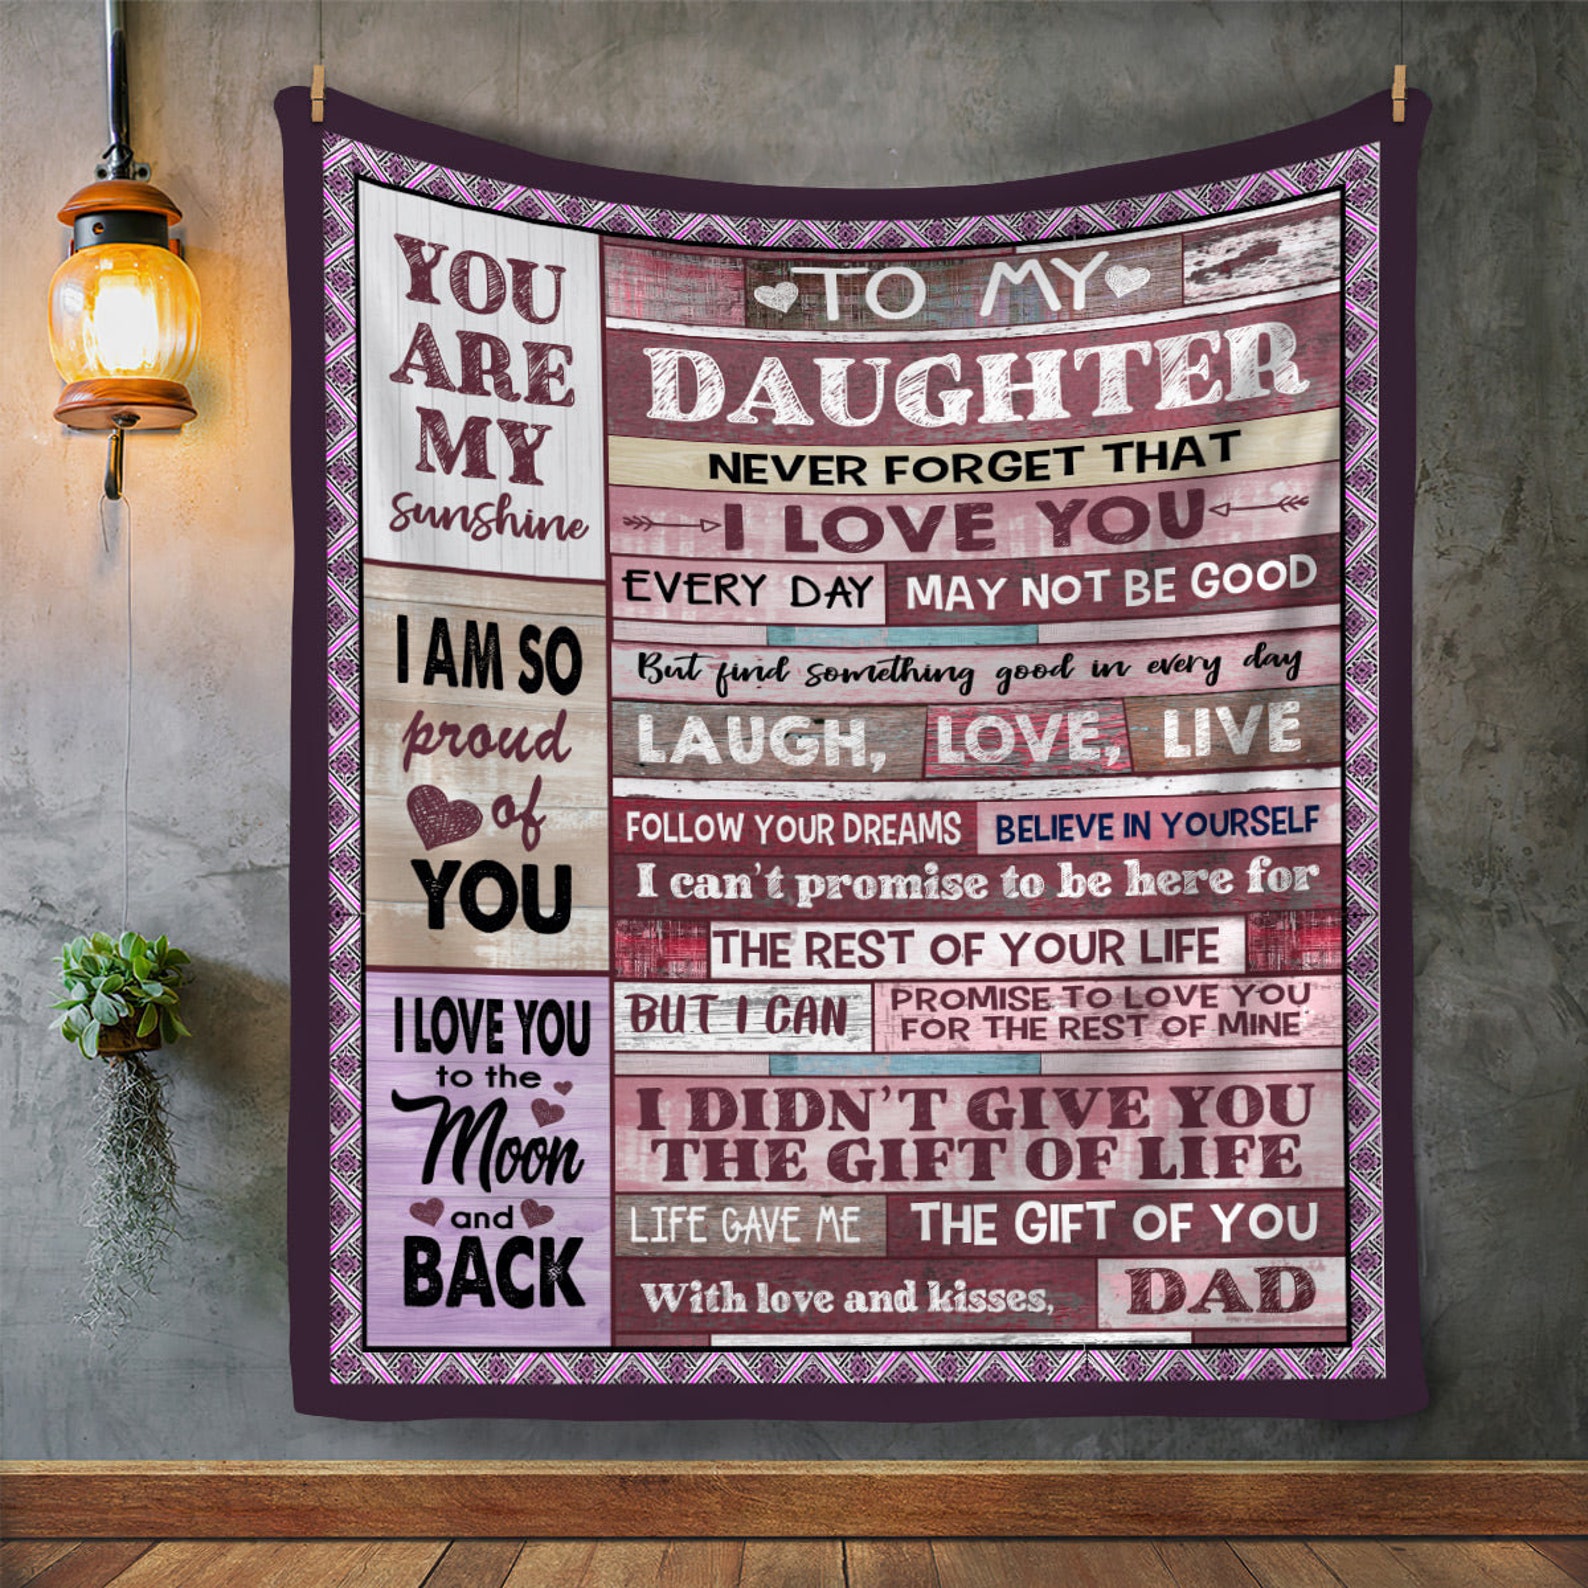 YOU
ARE
MY
sunshine
I AM SO
proud
of
YOU
I LOVE YOU
to the
Moon
and
BACK
TO MY
DAUGHTER
NEVER FORGET THAT
I LOVE YOU
EVERY DAY MAY NOT BE GOOD
But find something good in every day
LAUGH, LOVE, LIVE
FOLLOW YOUR DREAMS BELIEVE IN YOURSELF
I can't promise to be here for
THE REST OF YOUR LIFE
BUT I CAN
PROMISE TO LOVE YOU
FOR THE REST OF MINE
I DIDN'T GIVE YOU
THE GIFT OF LIFE
LIFE GAVE ME THE GIFT OF YOU
With love and kisses, DAD